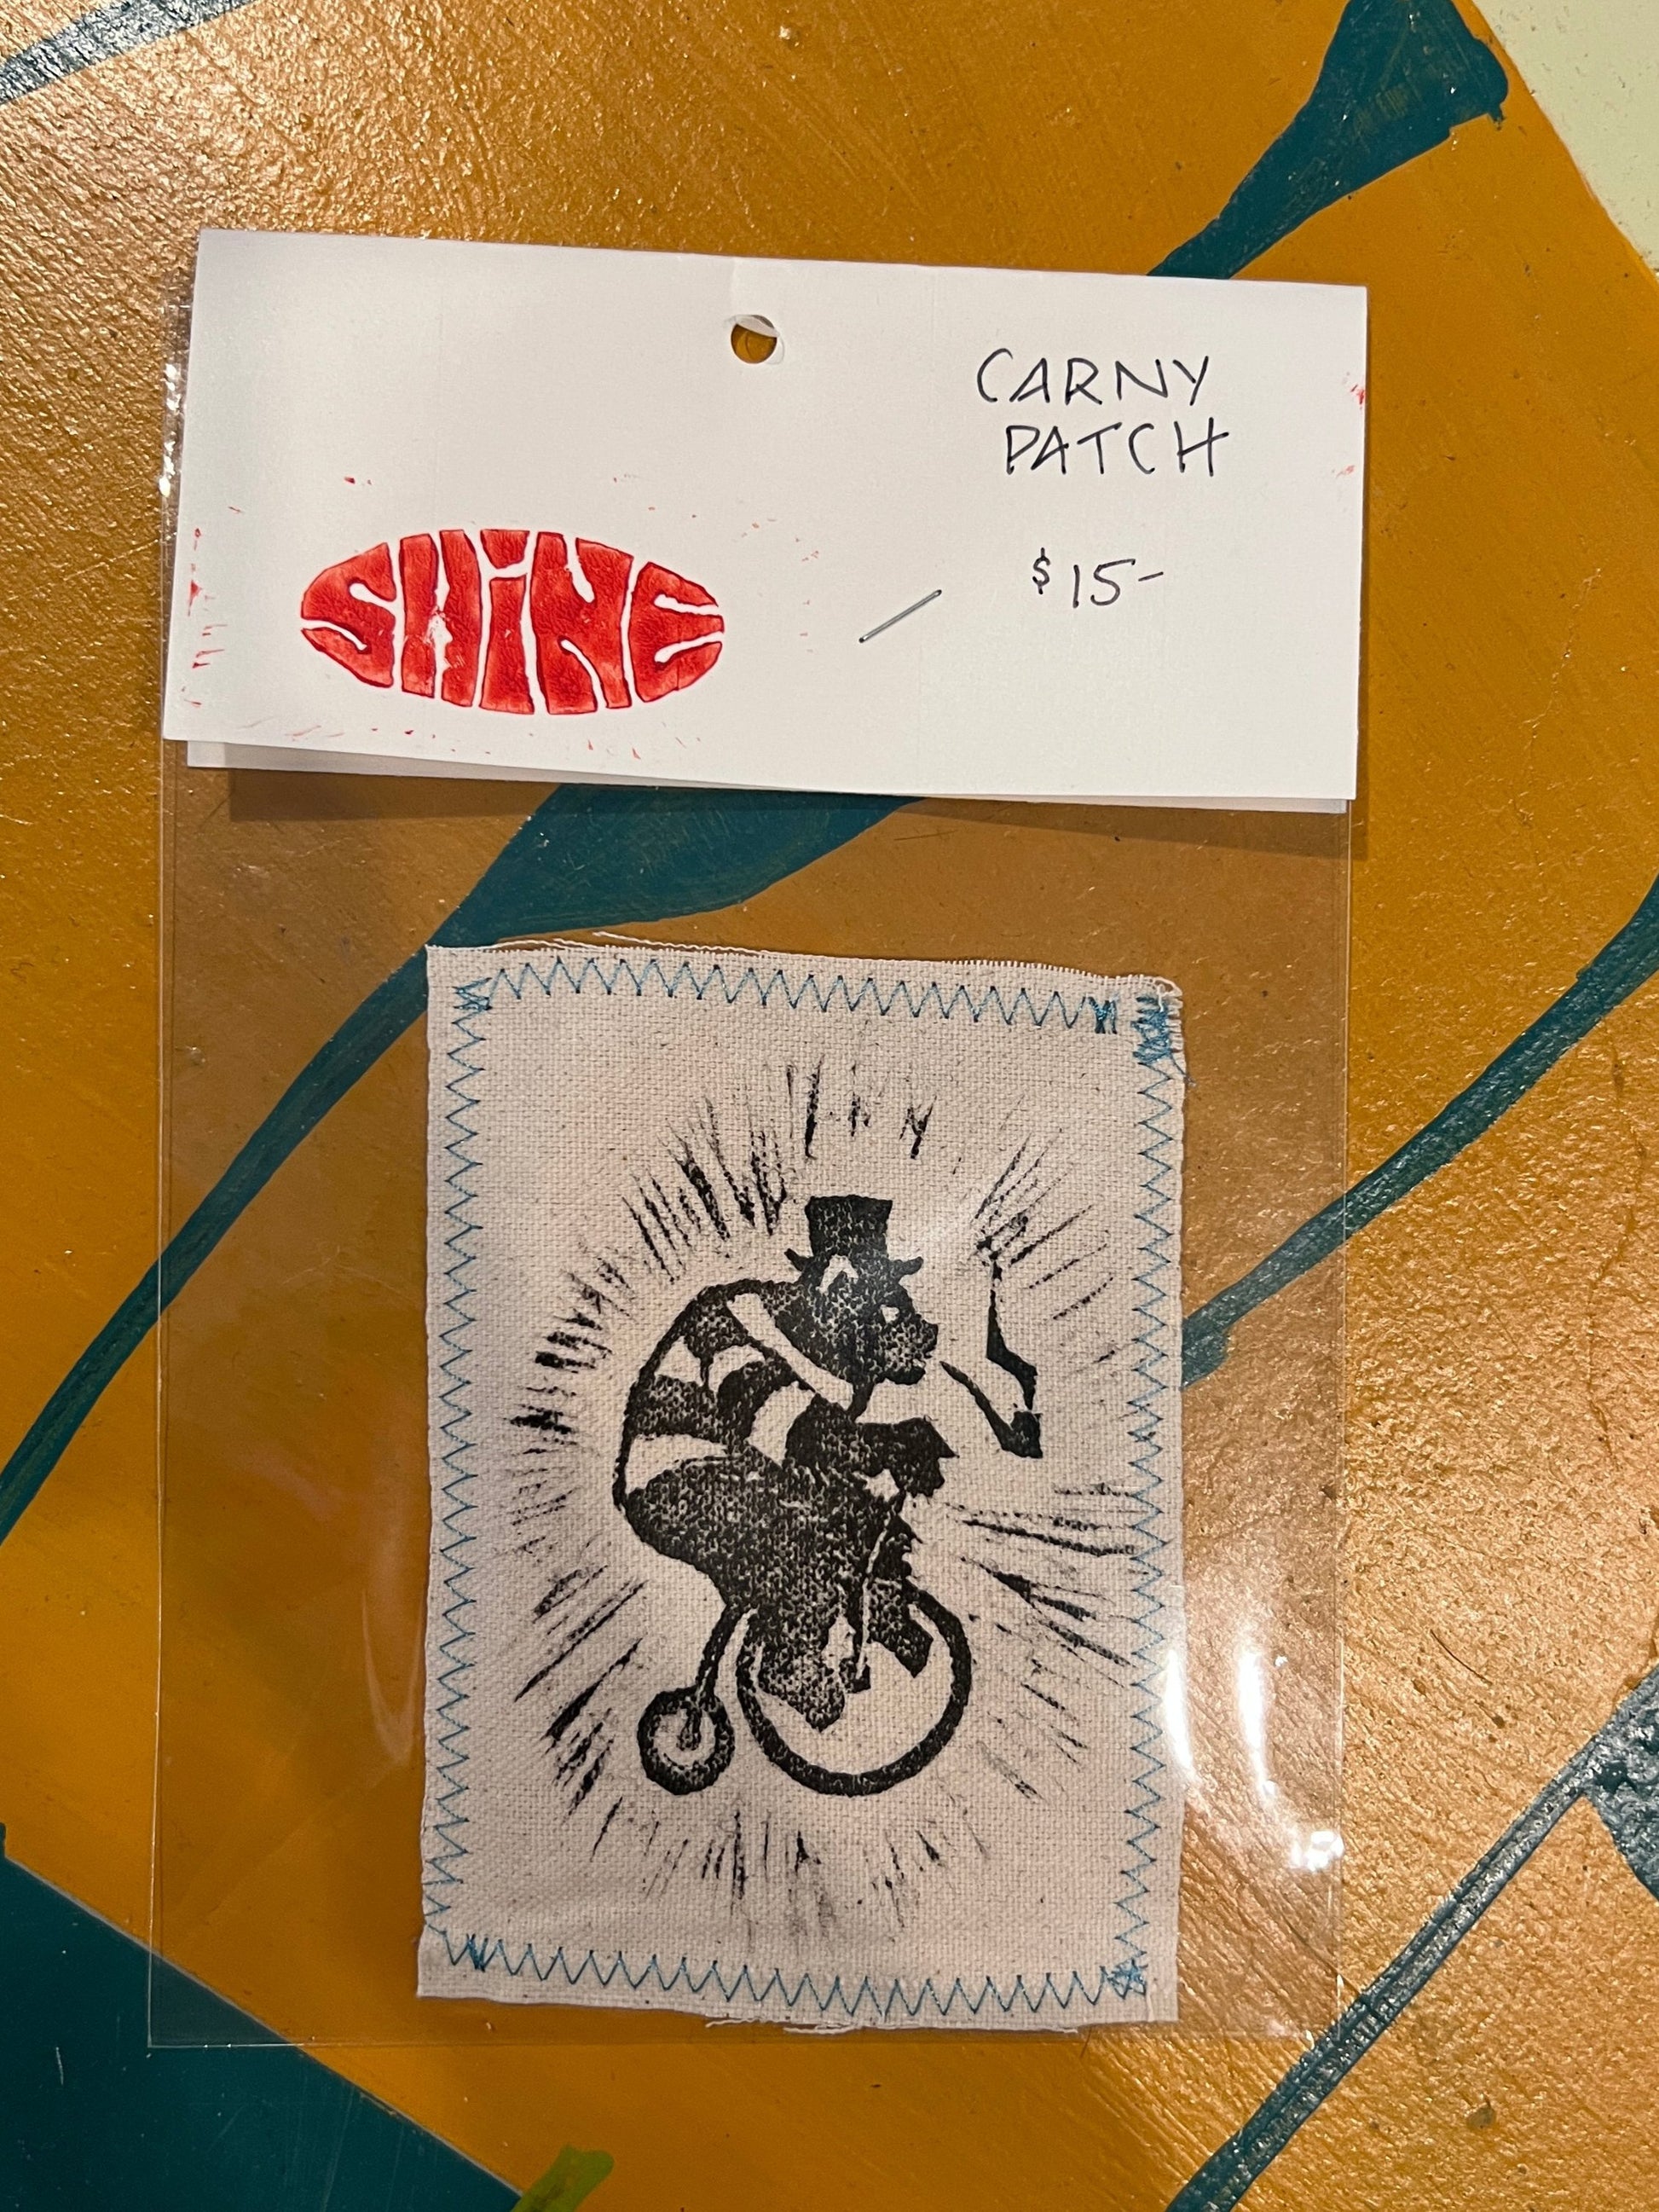 CARNY
PATCH
SHiNE
$15-